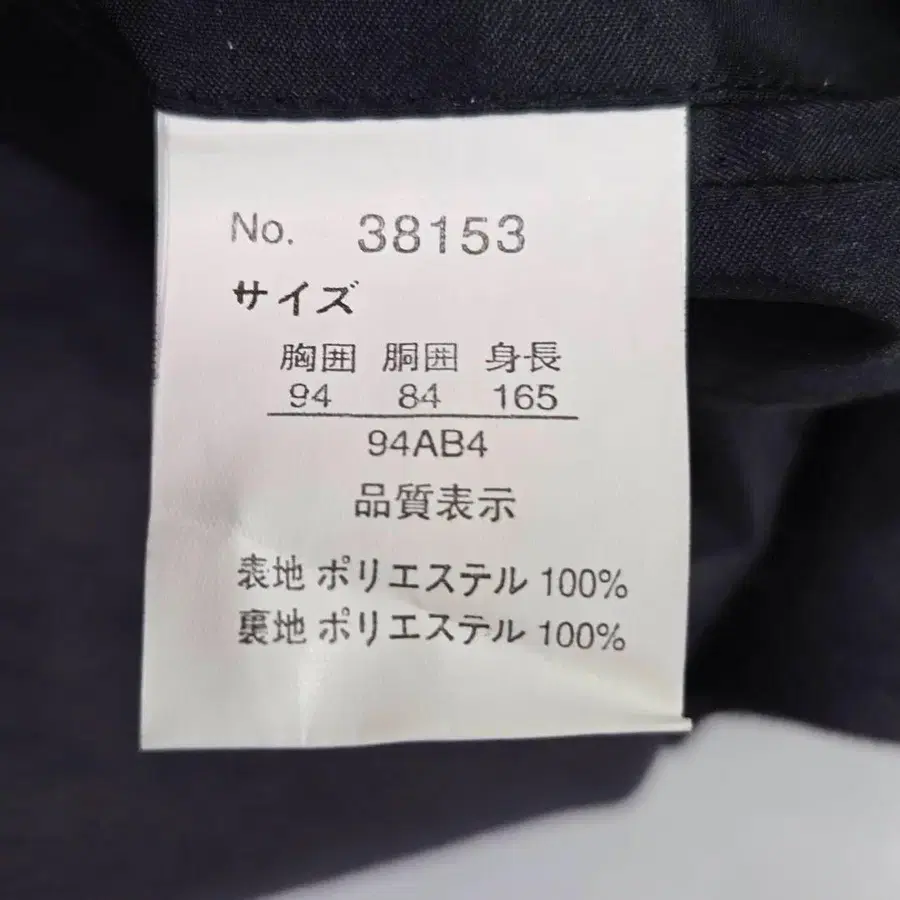 No. 38153
サイズ
胸囲 胴囲 身長
94 84 165
94AB4
品質表示
表地 ポリエステル 100%
裏地 ポリエステル 100%